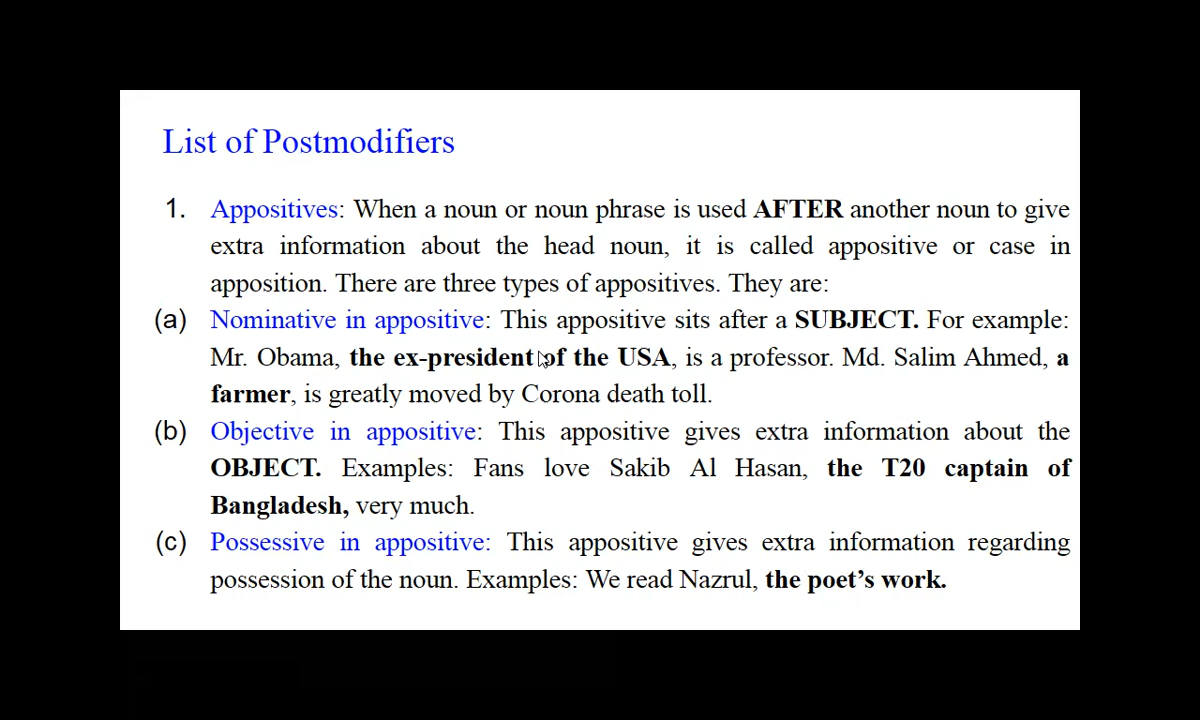 List of Postmodifiers
1. Appositives: When a noun or noun phrase is used AFTER another noun to give
extra information about the head noun, it is called appositive or case in
apposition. There are three types of appositives. They are:
(a) Nominative in appositive: This appositive sits after a SUBJECT. For example:
Mr. Obama, the ex-president of the USA, is a professor. Md. Salim Ahmed, a
farmer, is greatly moved by Corona death toll.
(b) Objective in appositive: This appositive gives extra information about the
OBJECT. Examples: Fans love Sakib Al Hasan, the T20 captain of
Bangladesh, very much.
(c) Possessive in appositive: This appositive gives extra information regarding
possession of the noun. Examples: We read Nazrul, the poet’s work.